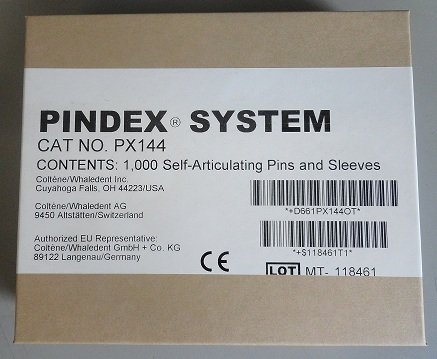 PINDEX® SYSTEM
CAT NO. PX144
CONTENTS: 1,000 Self-Articulating Pins and Sleeves
Coltène/Whaledent Inc.
Cuyahoga Falls, OH 44223/USA
Coltène/Whaledent AG
9450 Altstätten/Switzerland
Authorized EU Representative:
Coltène/Whaledent GmbH + Co. KG
89122 Langenau/Germany
CE
*+D661PX144OT*
*+S118461T1*
LOT MT- 118461